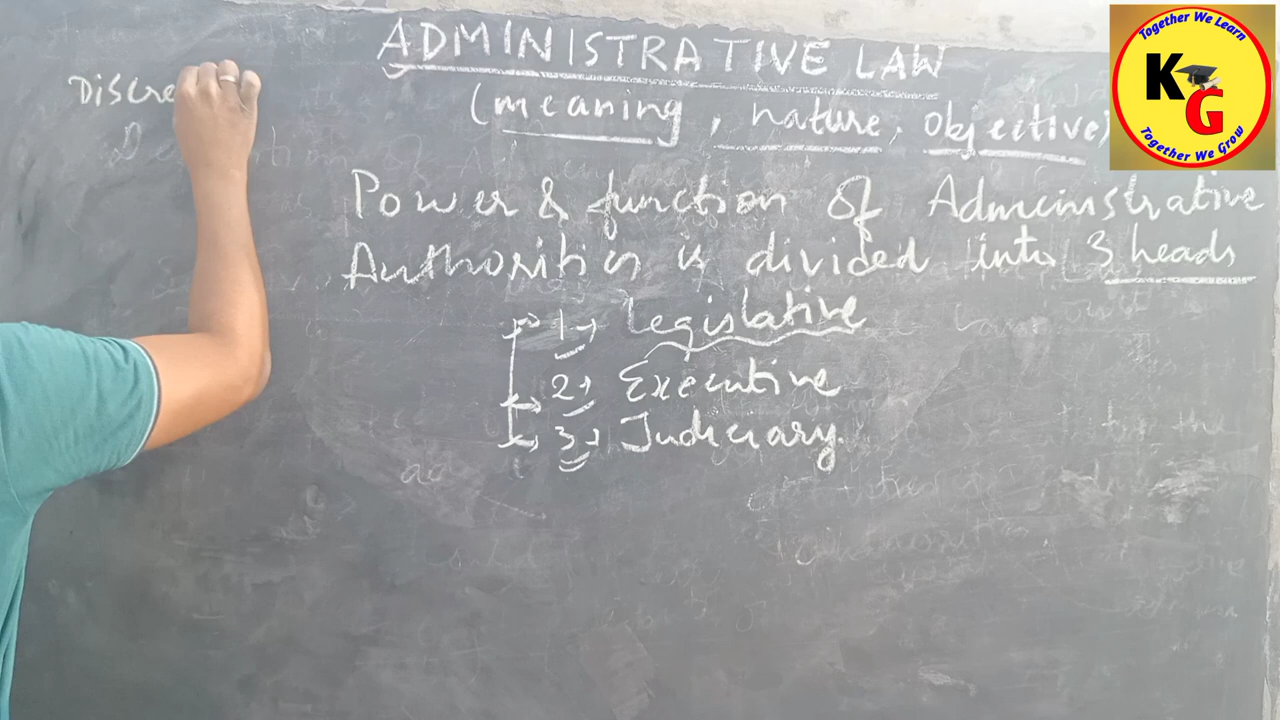 ADMINISTRATIVE LAW
(meaning, nature, Objective)
Discre
Power & function of Administrative
Authorities is divided into 3 heads
1→ Legislative
2→ Executive
3→ Judiciary.
Together We Learn
KG
Together We Grow